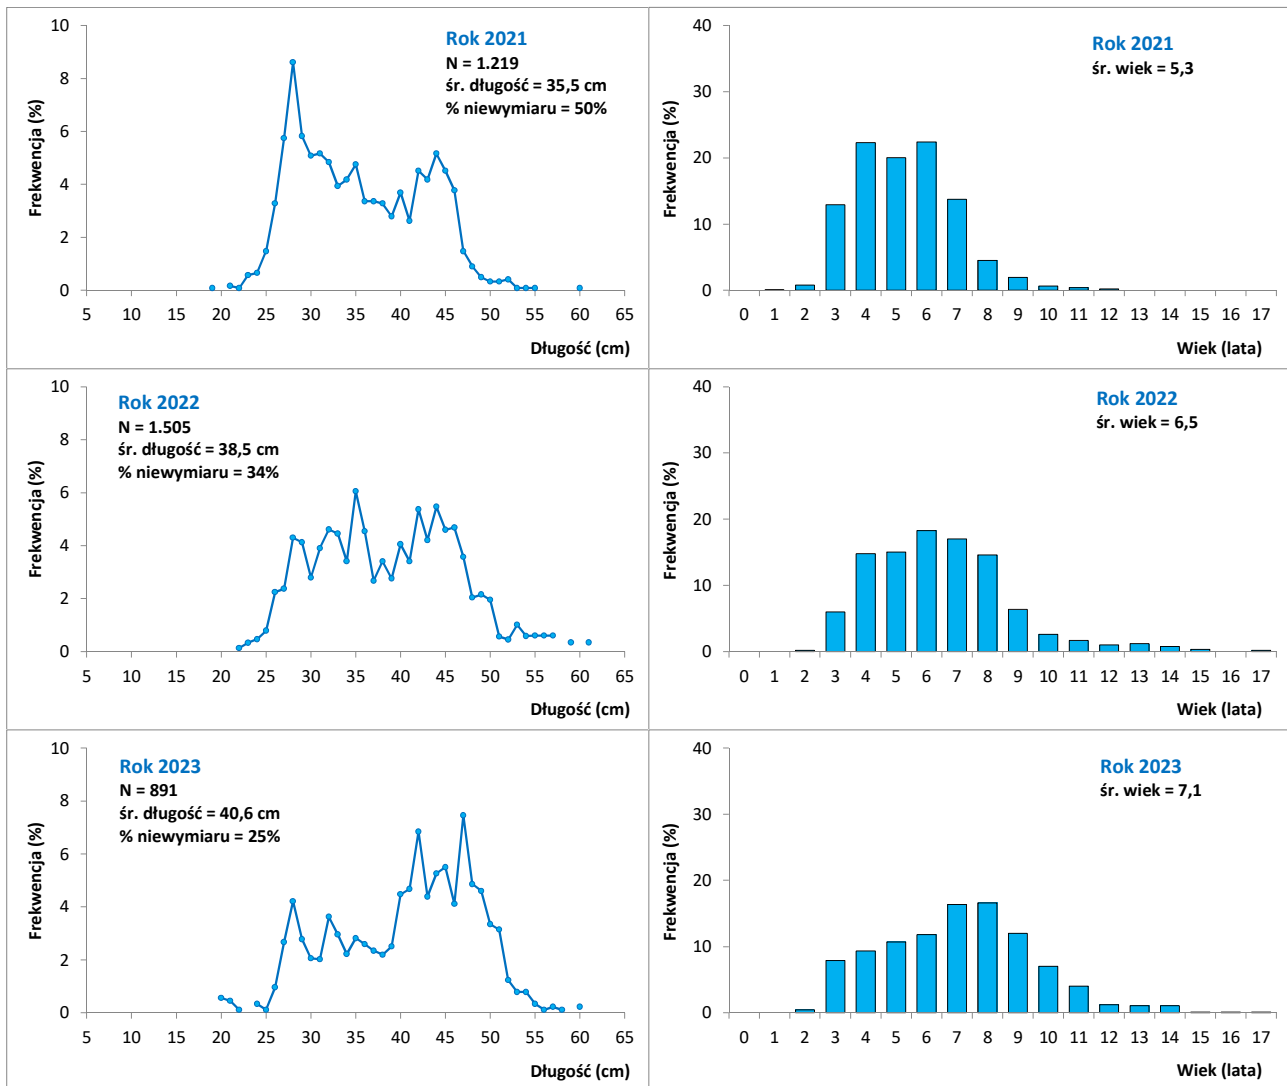 10
8
6
4
2
0
Frekwencja (%)
Rok 2021
N = 1.219
śr. długość = 35,5 cm
% niewymiaru = 50%
5 10 15 20 25 30 35 40 45 50 55 60 65
Długość (cm)
40
30
20
10
0
Frekwencja (%)
Rok 2021
śr. wiek = 5,3
0 1 2 3 4 5 6 7 8 9 10 11 12 13 14 15 16 17
Wiek (lata)
10
8
6
4
2
0
Frekwencja (%)
Rok 2022
N = 1.505
śr. długość = 38,5 cm
% niewymiaru = 34%
5 10 15 20 25 30 35 40 45 50 55 60 65
Długość (cm)
40
30
20
10
0
Frekwencja (%)
Rok 2022
śr. wiek = 6,5
0 1 2 3 4 5 6 7 8 9 10 11 12 13 14 15 16 17
Wiek (lata)
10
8
6
4
2
0
Frekwencja (%)
Rok 2023
N = 891
śr. długość = 40,6 cm
% niewymiaru = 25%
5 10 15 20 25 30 35 40 45 50 55 60 65
Długość (cm)
40
30
20
10
0
Frekwencja (%)
Rok 2023
śr. wiek = 7,1
0 1 2 3 4 5 6 7 8 9 10 11 12 13 14 15 16 17
Wiek (lata)